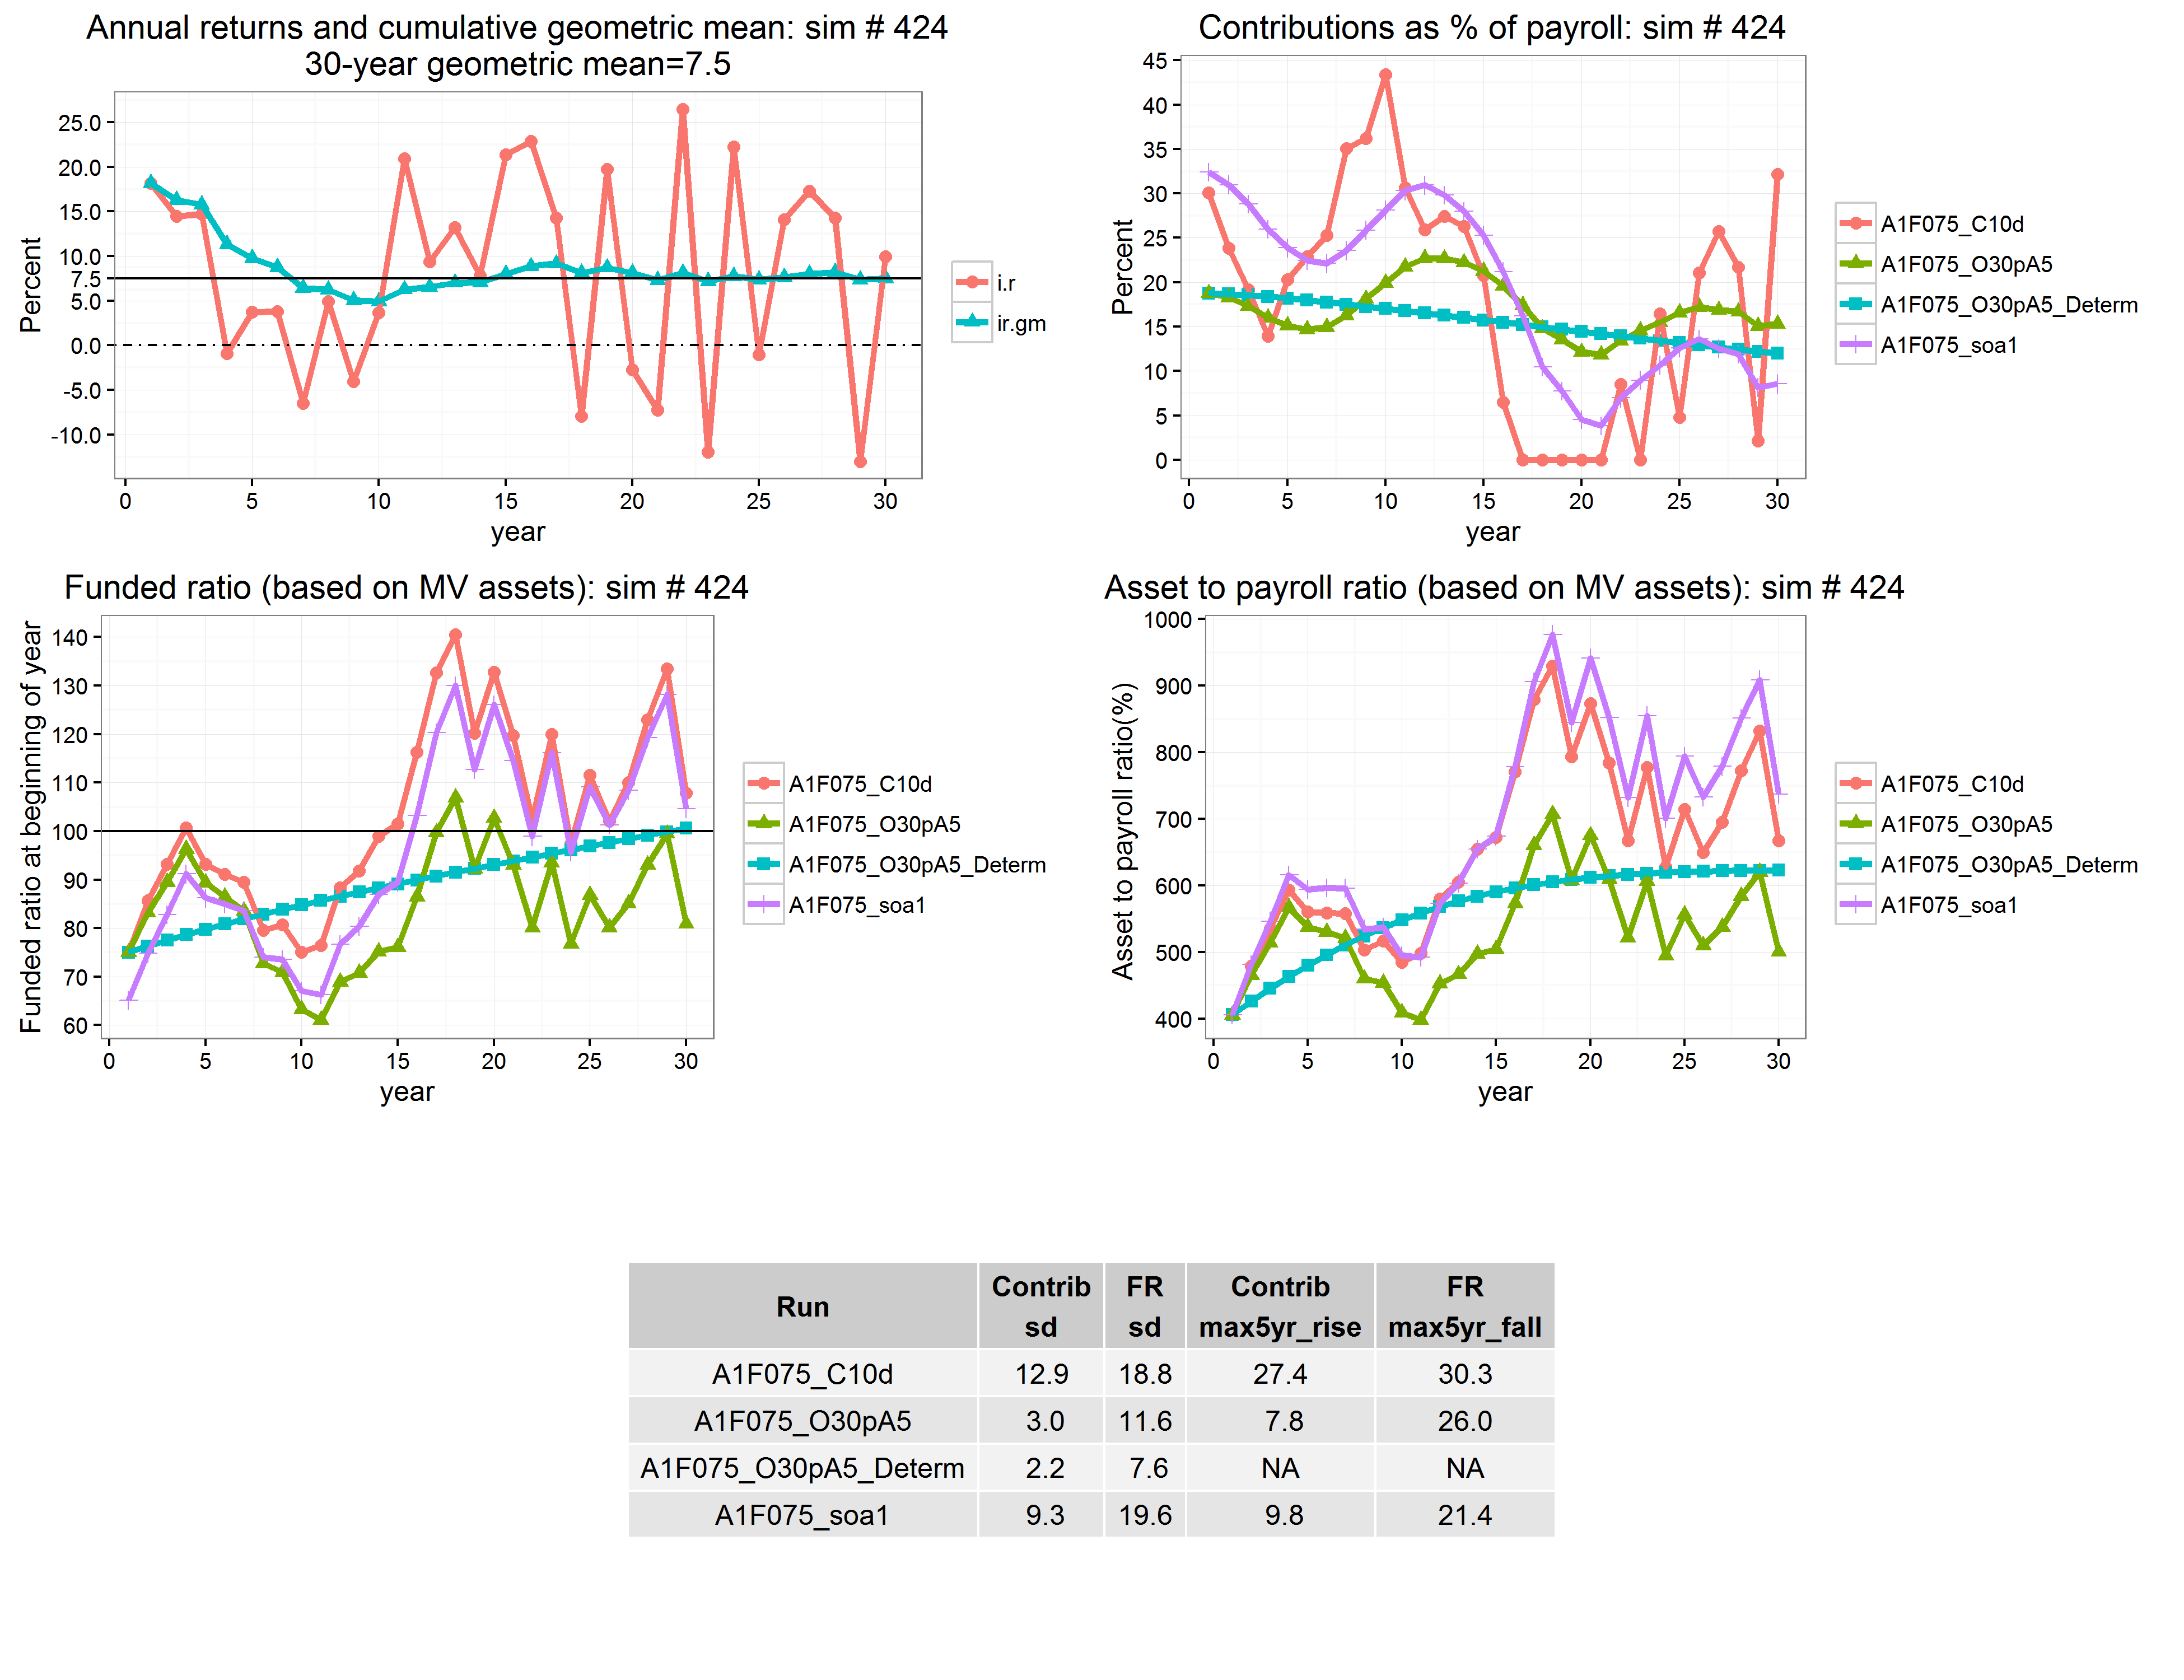 Annual returns and cumulative geometric mean: sim # 424
30-year geometric mean=7.5
Percent
25.0
20.0
15.0
10.0
7.5
5.0
0.0
-5.0
-10.0
0 5 10 15 20 25 30
year
i.r
ir.gm
Contributions as % of payroll: sim # 424
Percent
45
40
35
30
25
20
15
10
5
0
0 5 10 15 20 25 30
year
A1F075_C10d
A1F075_O30pA5
A1F075_O30pA5_Determ
A1F075_soa1
Funded ratio (based on MV assets): sim # 424
Funded ratio at beginning of year
140
130
120
110
100
90
80
70
60
0 5 10 15 20 25 30
year
A1F075_C10d
A1F075_O30pA5
A1F075_O30pA5_Determ
A1F075_soa1
Asset to payroll ratio (based on MV assets): sim # 424
Asset to payroll ratio(%)
1000
900
800
700
600
500
400
0 5 10 15 20 25 30
year
A1F075_C10d
A1F075_O30pA5
A1F075_O30pA5_Determ
A1F075_soa1
Run Contrib sd FR sd Contrib max5yr_rise FR max5yr_fall
A1F075_C10d 12.9 18.8 27.4 30.3
A1F075_O30pA5 3.0 11.6 7.8 26.0
A1F075_O30pA5_Determ 2.2 7.6 NA NA
A1F075_soa1 9.3 19.6 9.8 21.4